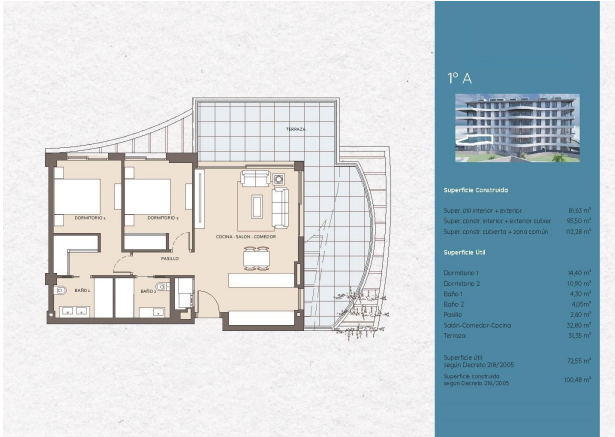 1º A
Superficie Construida
Super. útil interior + exterior 81,63 m²
Super. constr. interior + exterior cubier. 95,50 m²
Super. constr. cubierta + zona común 112,28 m²
Superficie Útil
Dormitorio 1 14,40 m²
Dormitorio 2 10,90 m²
Baño 1 4,30 m²
Baño 2 4,05m²
Pasillo 2,60 m²
Salón-Comedor-Cocina 32,80 m²
Terraza 31,35 m²
Superficie útil
según Decreto 218/2005 72,55 m²
Superficie construida
según Decreto 218/2005 100,48 m²
TERRAZA
DORMITORIO 1
DORMITORIO 2
COCINA - SALON - COMEDOR
PASILLO
BAÑO 1
BAÑO 2